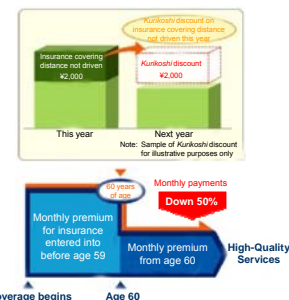 Kurikoshi discount on
insurance covering distance
not driven this year
Insurance covering
distance not driven
¥2,000
Kurikoshi discount
¥2,000
This year
Next year
Note: Sample of Kurikoshi discount
for illustrative purposes only
60 years
of age
Monthly payments
Down 50%
Monthly premium
for insurance
entered into
before age 59
Monthly premium
from age 60
High-Quality
Services
overage begins
Age 60